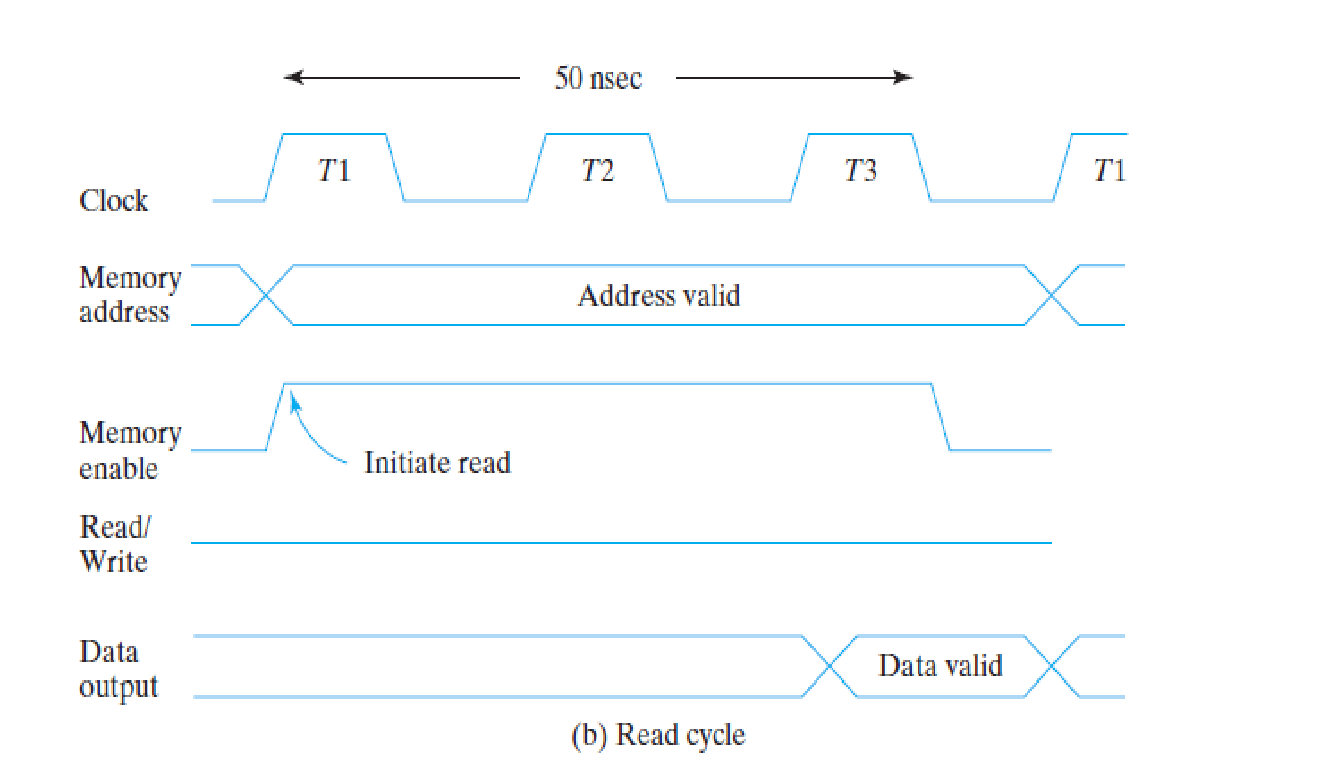 50 nsec
T1 T2 T3 T1
Clock
Memory
address
Address valid
Memory
enable
Initiate read
Read/
Write
Data
output
Data valid
(b) Read cycle